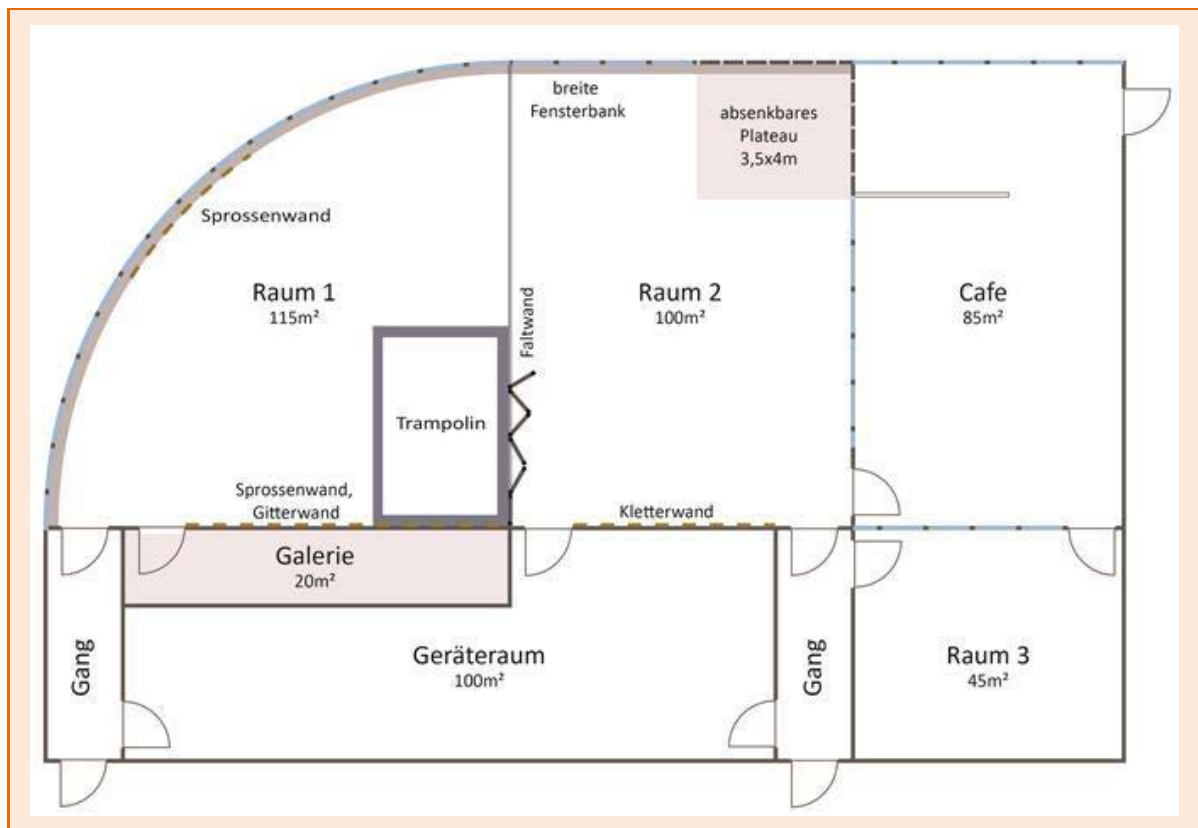 breite
Fensterbank
absenkbares
Plateau
3,5x4m
Sprossenwand
Raum 1
115m²
Faltwand
Raum 2
100m²
Cafe
85m²
Trampolin
Sprossenwand,
Gitterwand
Kletterwand
Galerie
20m²
Gang
Geräteraum
100m²
Gang
Raum 3
45m²